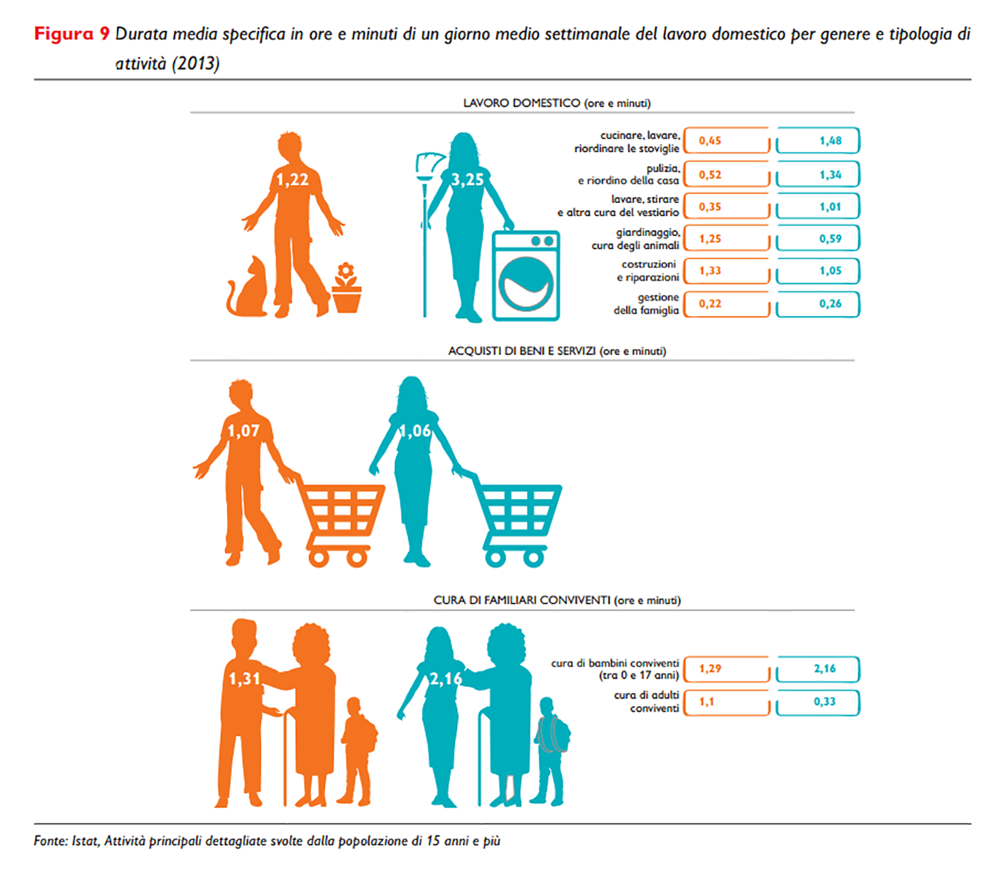 Figura 9 Durata media specifica in ore e minuti di un giorno medio settimanale del lavoro domestico per genere e tipologia di
attività (2013)
LAVORO DOMESTICO (ore e minuti)
1,22
3,25
cucinare, lavare,
riordinare le stoviglie
0,45
1,48
pulizia,
e riordino della casa
0,52
1,34
lavare, stirare
e altra cura del vestiario
0,35
1,01
giardinaggio,
cura degli animali
1,25
0,59
costruzioni
e riparazioni
1,33
1,05
gestione
della famiglia
0,22
0,26
ACQUISTI DI BENI E SERVIZI (ore e minuti)
1,07
1,06
CURA DI FAMILIARI CONVIVENTI (ore e minuti)
1,31
2,16
cura di bambini conviventi
(tra 0 e 17 anni)
1,29
2,16
cura di adulti
conviventi
1,1
0,33
Fonte: Istat, Attività principali dettagliate svolte dalla popolazione di 15 anni e più